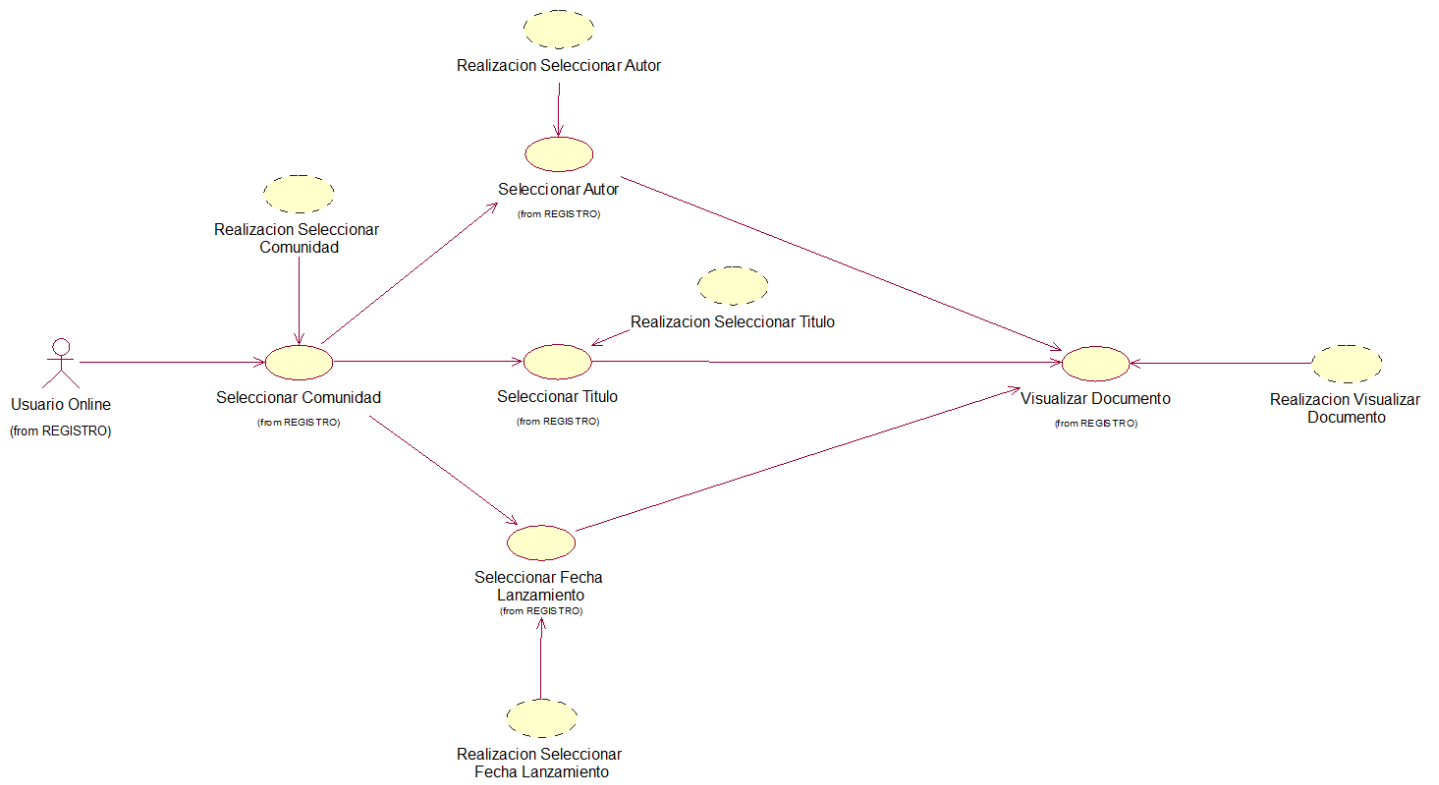 Realizacion Seleccionar Autor
Seleccionar Autor
(from REGISTRO)
Realizacion Seleccionar
Comunidad
Realizacion Seleccionar Titulo
Usuario Online
(from REGISTRO)
Seleccionar Comunidad
(from REGISTRO)
Seleccionar Titulo
(from REGISTRO)
Visualizar Documento
(from REGISTRO)
Realizacion Visualizar
Documento
Seleccionar Fecha
Lanzamiento
(from REGISTRO)
Realizacion Seleccionar
Fecha Lanzamiento